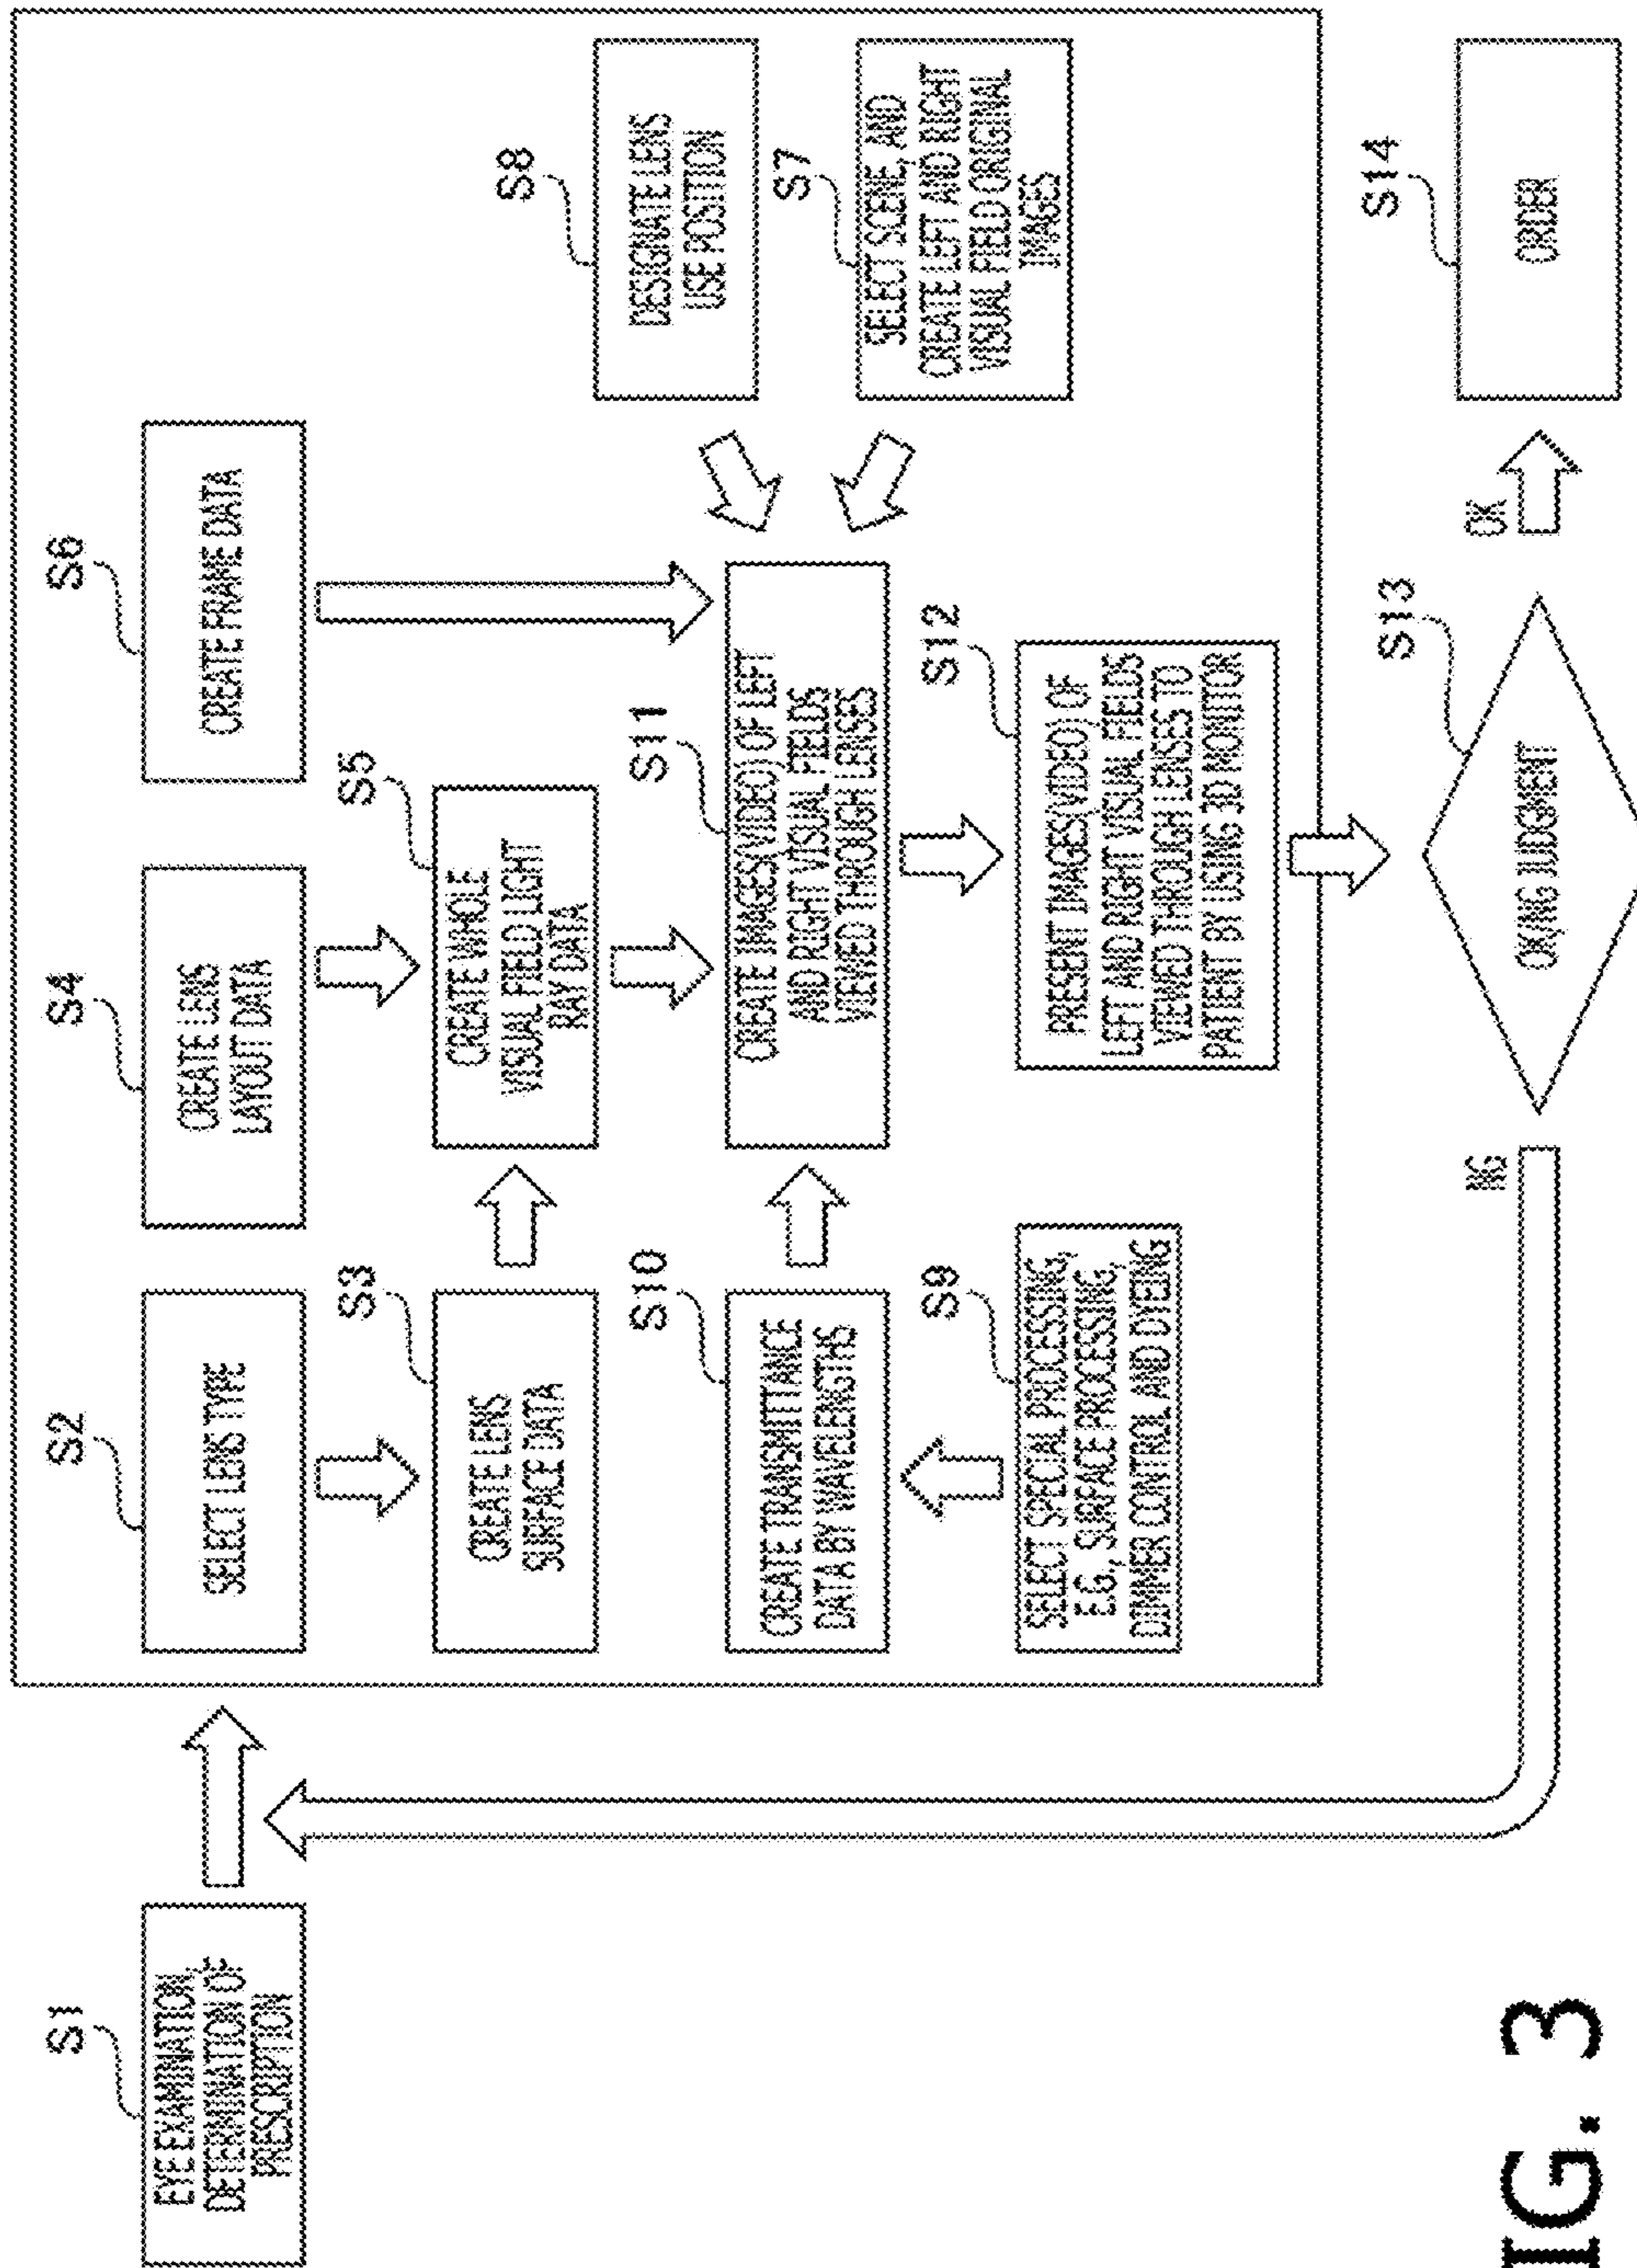 S1
EYE EXAMINATION,
DETERMINATION OF
PRESCRIPTION
S2
SELECT LENS TYPE
S4
CREATE LENS
LAYOUT DATA
S6
CREATE FRAME DATA
S3
CREATE LENS
SURFACE DATA
S5
CREATE WHOLE
VISUAL FIELD LIGHT
RAY DATA
S8
DESIGNATE LENS
USE POSITION
S10
CREATE TRANSMITTANCE
DATA BY WAVELENGTHS
S11
CREATE IMAGES(VIDEO) OF LEFT
AND RIGHT VISUAL FIELDS
VIEWED THROUGH LENSES
S7
SELECT SCENE, AND
CREATE LEFT AND RIGHT
VISUAL FIELD ORIGINAL
IMAGES
S9
SELECT SPECIAL PROCESSING,
E.G., SURFACE PROCESSING,
DIMMER CONTROL AND DYEING
S12
PRESENT IMAGES(VIDEO) OF
LEFT AND RIGHT VISUAL FIELDS
VIEWED THROUGH LENSES TO
PATIENT BY USING 3D MONITOR
NG
S13
OK/NG JUDGMENT
OK
S14
ORDER
IG. 3